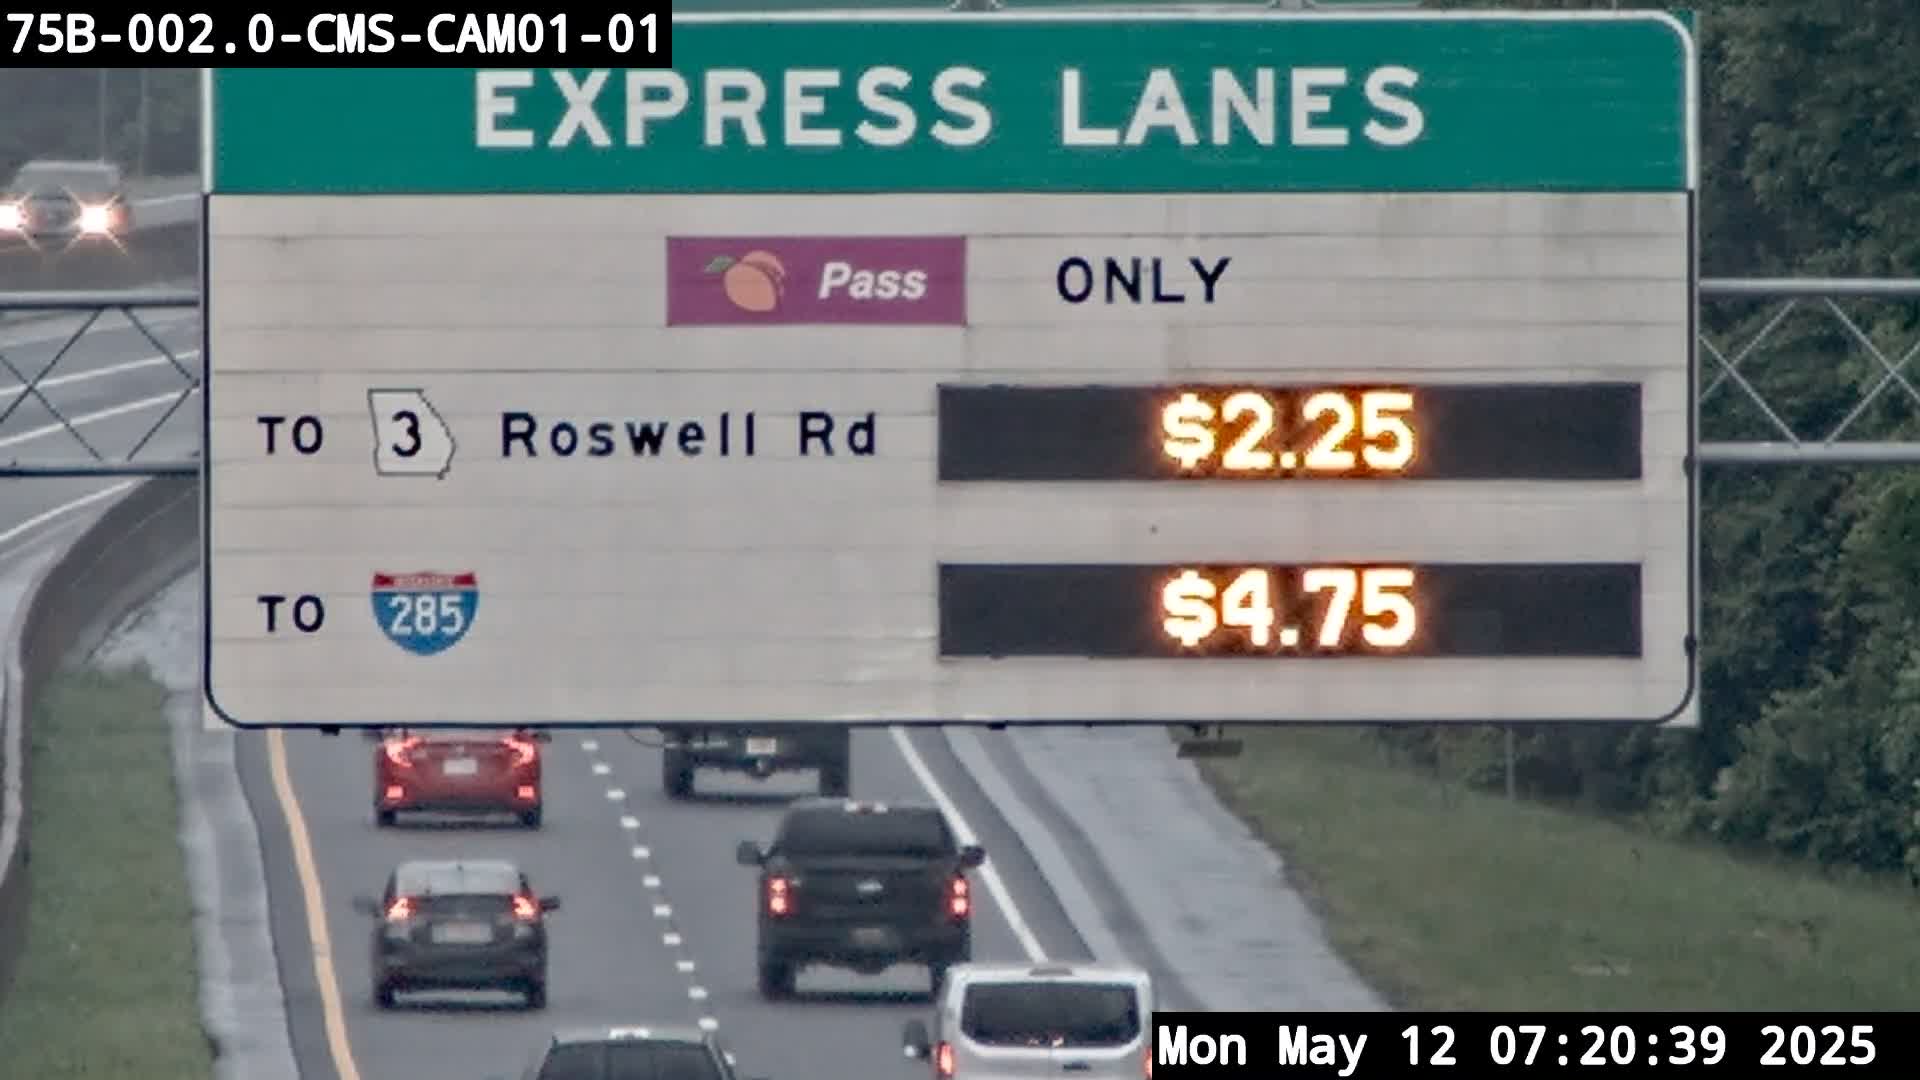 75B-002.0-CMS-CAM01-01
EXPRESS LANES
Pass ONLY
TO 3 Roswell Rd $2.25
TO 285 $4.75
Mon May 12 07:20:39 2025